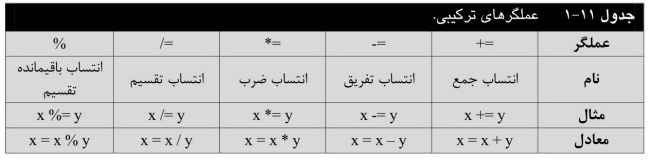 جدول ۱۱-۱ عملگرهای ترکیبی.
عملگر += -= *= /= %
نام انتساب جمع انتساب تفریق انتساب ضرب انتساب تقسیم انتساب باقیمانده تقسیم
مثال x += y x -= y x *= y x /= y x %= y
معادل x = x + y x = x – y x = x * y x = x / y x = x % y